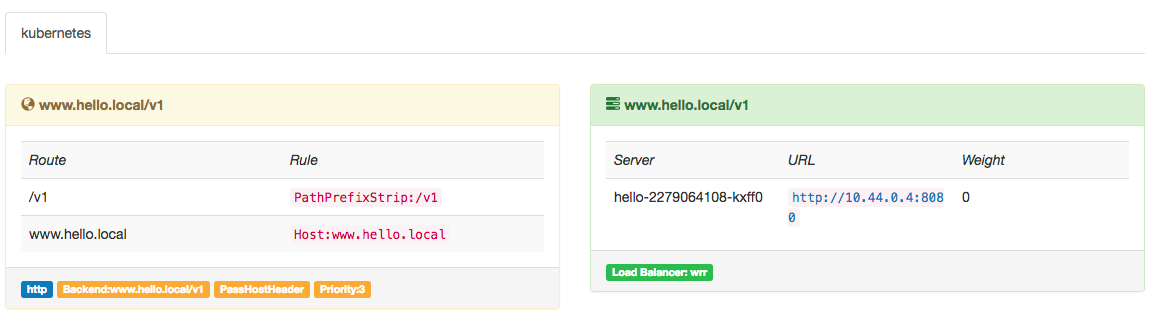 kubernetes
www.hello.local/v1
Route Rule
/v1 PathPrefixStrip:/v1
www.hello.local Host:www.hello.local
http Backend:www.hello.local/v1 PassHostHeader Priority:3
www.hello.local/v1
Server URL Weight
hello-2279064108-kxff0 http://10.44.0.4:808 0
0
Load Balancer: wrr